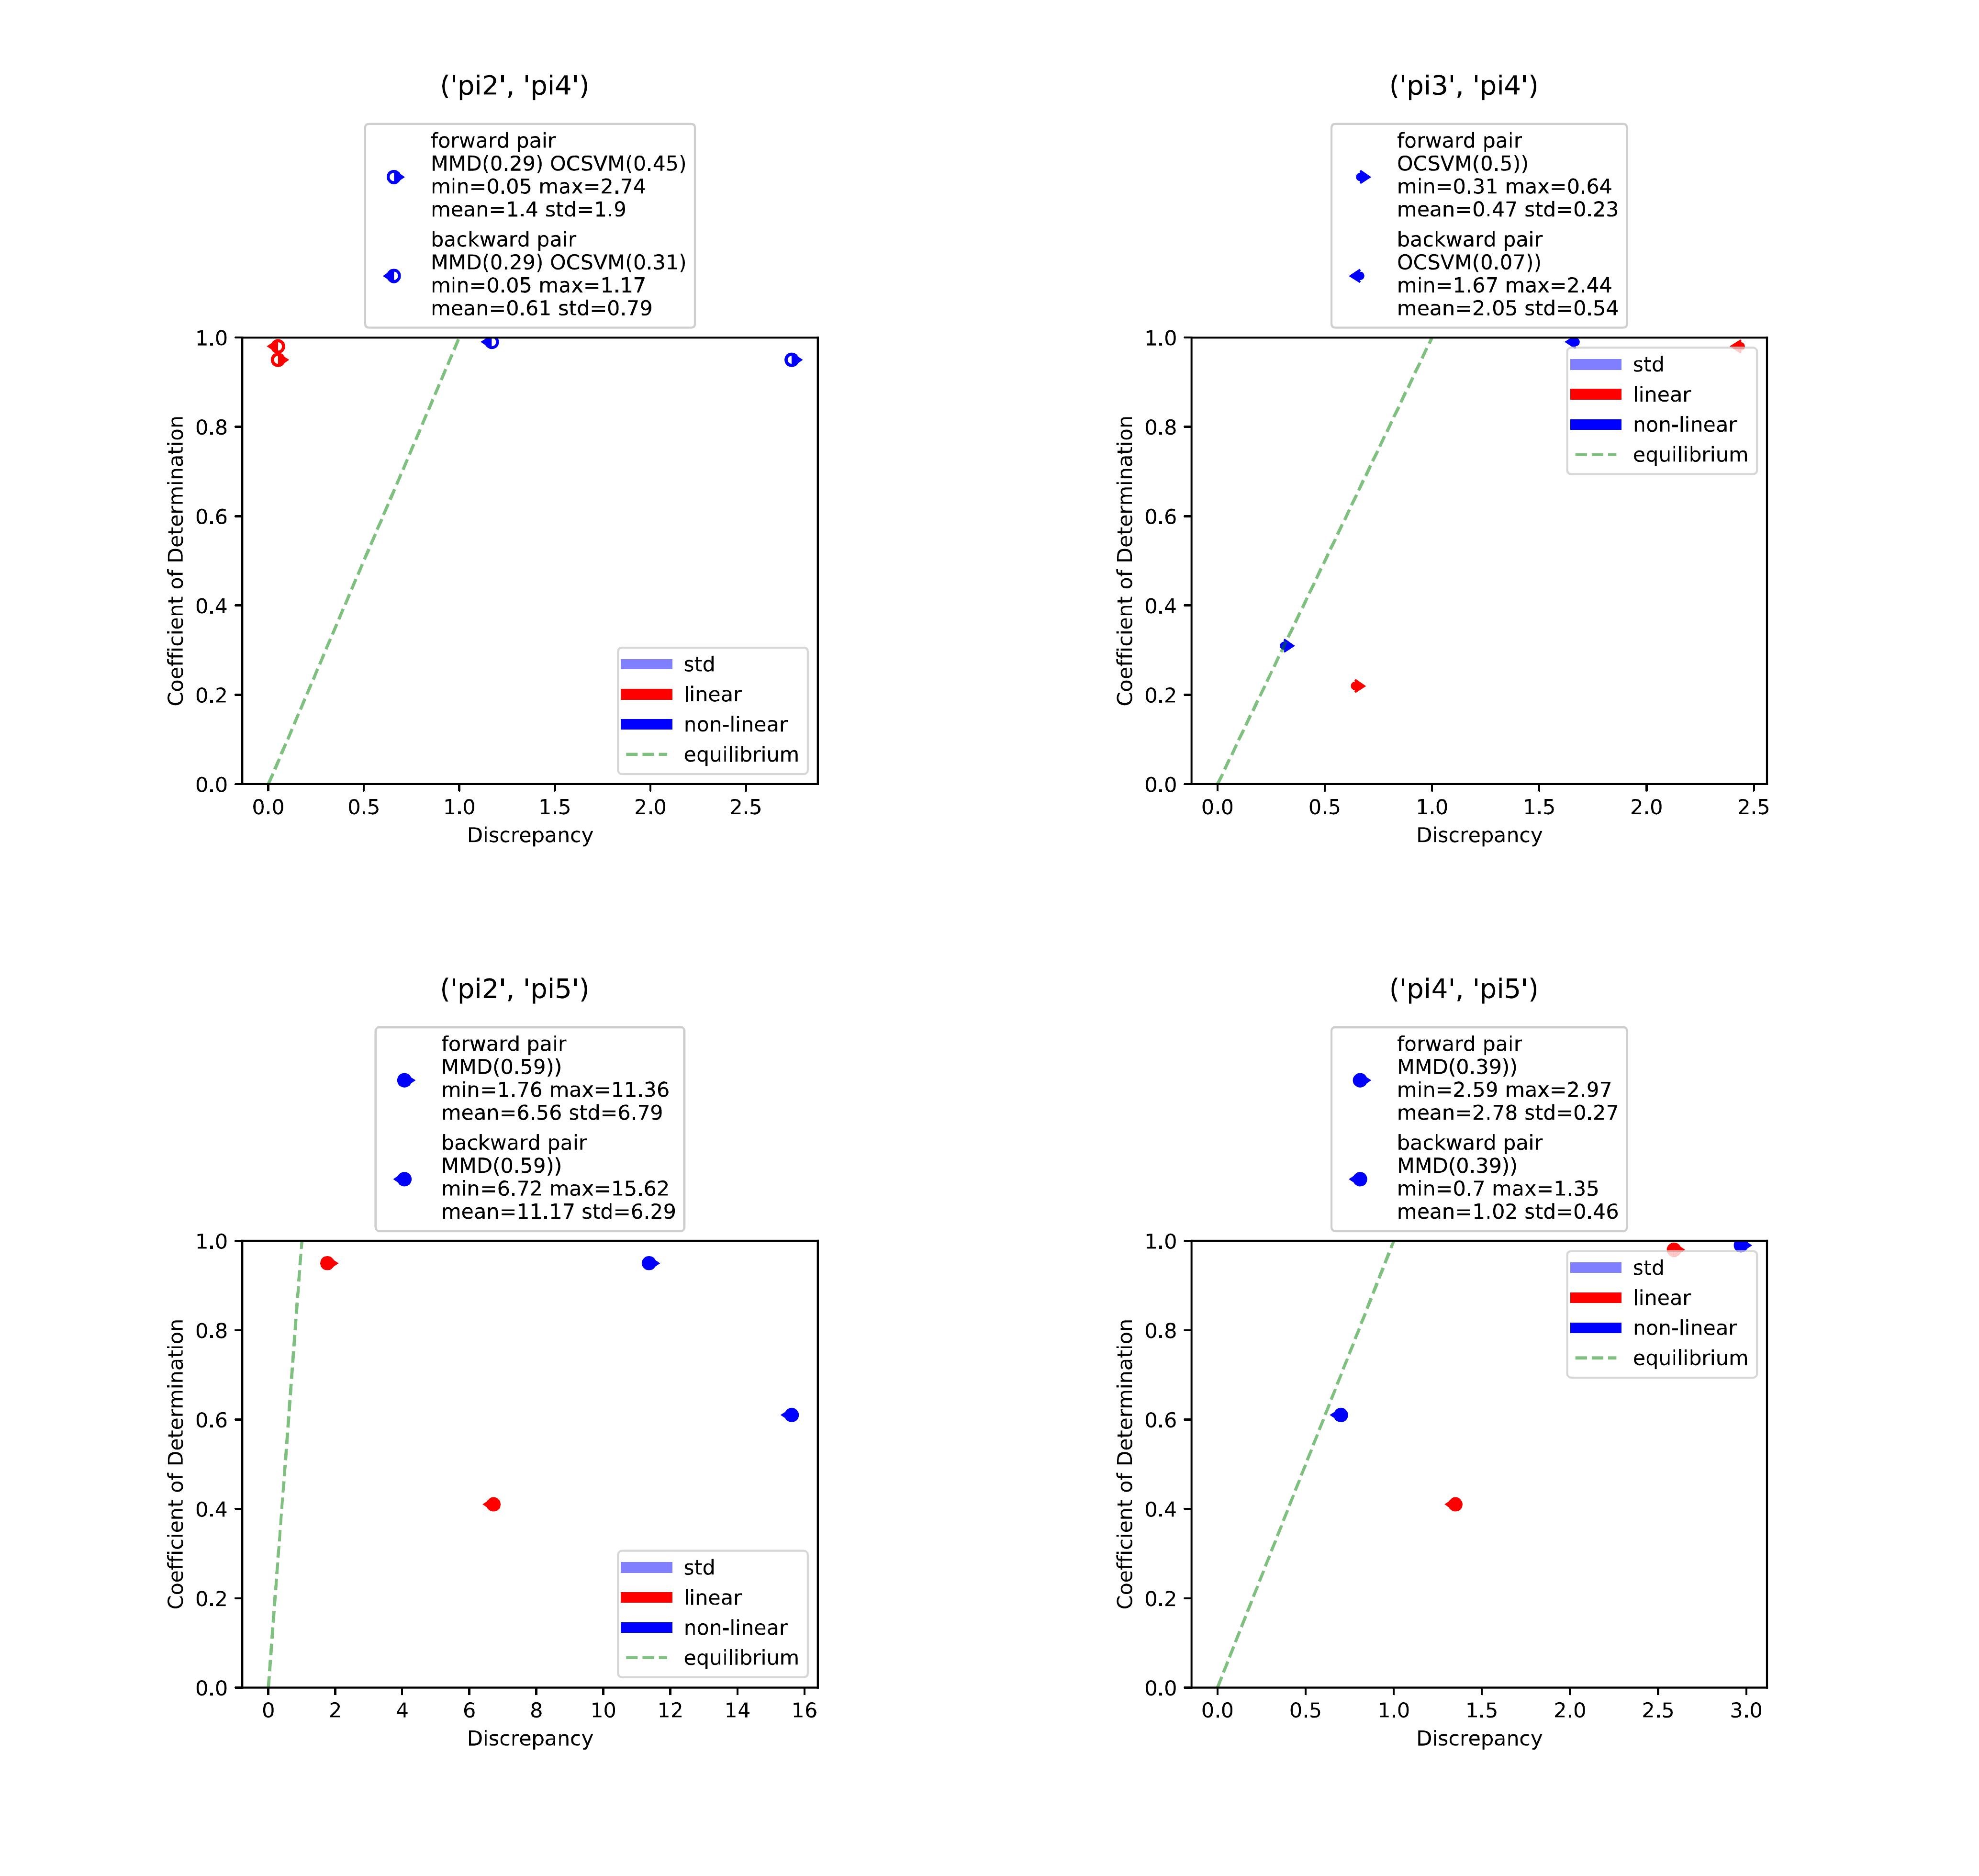 ('pi2', 'pi4')
forward pair
MMD(0.29) OCSVM(0.45)
min=0.05 max=2.74
mean=1.4 std=1.9
backward pair
MMD(0.29) OCSVM(0.31)
min=0.05 max=1.17
mean=0.61 std=0.79
1.0
0.8
0.6
0.4
0.2
0.0
Coefficient of Determination
std
linear
non-linear
equilibrium
0.0 0.5 1.0 1.5 2.0 2.5
Discrepancy
('pi3', 'pi4')
forward pair
OCSVM(0.5))
min=0.31 max=0.64
mean=0.47 std=0.23
backward pair
OCSVM(0.07))
min=1.67 max=2.44
mean=2.05 std=0.54
1.0
0.8
0.6
0.4
0.2
0.0
Coefficient of Determination
std
linear
non-linear
equilibrium
0.0 0.5 1.0 1.5 2.0 2.5
Discrepancy
('pi2', 'pi5')
forward pair
MMD(0.59))
min=1.76 max=11.36
mean=6.56 std=6.79
backward pair
MMD(0.59))
min=6.72 max=15.62
mean=11.17 std=6.29
1.0
0.8
0.6
0.4
0.2
0.0
Coefficient of Determination
std
linear
non-linear
equilibrium
0 2 4 6 8 10 12 14 16
Discrepancy
('pi4', 'pi5')
forward pair
MMD(0.39))
min=2.59 max=2.97
mean=2.78 std=0.27
backward pair
MMD(0.39))
min=0.7 max=1.35
mean=1.02 std=0.46
1.0
0.8
0.6
0.4
0.2
0.0
Coefficient of Determination
std
linear
non-linear
equilibrium
0.0 0.5 1.0 1.5 2.0 2.5 3.0
Discrepancy